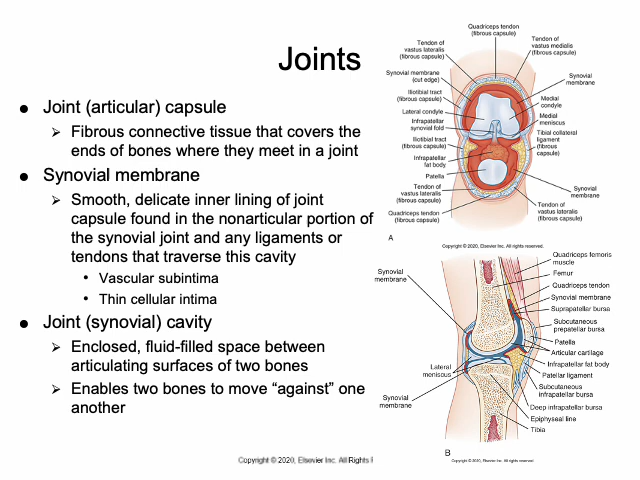 Joints
● Joint (articular) capsule
➢ Fibrous connective tissue that covers the
ends of bones where they meet in a joint
● Synovial membrane
➢ Smooth, delicate inner lining of joint
capsule found in the nonarticular portion of
the synovial joint and any ligaments or
tendons that traverse this cavity
• Vascular subintima
• Thin cellular intima
● Joint (synovial) cavity
➢ Enclosed, fluid-filled space between
articulating surfaces of two bones
➢ Enables two bones to move “against” one
another
Quadriceps tendon
(fibrous capsule)
Tendon of
vastus lateralis
(fibrous capsule)
Synovial membrane
(cut edge)
Iliotibial tract
(fibrous capsule)
Lateral condyle
Infrapatellar
synovial fold
Iliotibial tract
(fibrous capsule)
Infrapatellar
fat body
Patella
Tendon of
vastus lateralis
(fibrous capsule)
Quadriceps tendon
(fibrous capsule)
Tendon of
vastus medialis
(fibrous capsule)
Synovial
membrane
Medial
condyle
Medial
meniscus
Tibial collateral
ligament
(fibrous
capsule)
Synovial
membrane
Tendon of
vastus lateralis
(fibrous capsule)
A
Copyright © 2020, Elsevier Inc. All rights reserved.
Synovial
membrane
Lateral
meniscus
Synovial
membrane
Quadriceps femoris
muscle
Femur
Quadriceps tendon
Synovial membrane
Suprapatellar bursa
Subcutaneous
prepatellar bursa
Patella
Articular cartilage
Infrapatellar fat body
Patellar ligament
Subcutaneous
infrapatellar bursa
Deep infrapatellar bursa
Epiphyseal line
Tibia
B
Copyright © 2020, Elsevier Inc. All rights reserved.
Copyright © 2020, Elsevier Inc. All Rights R